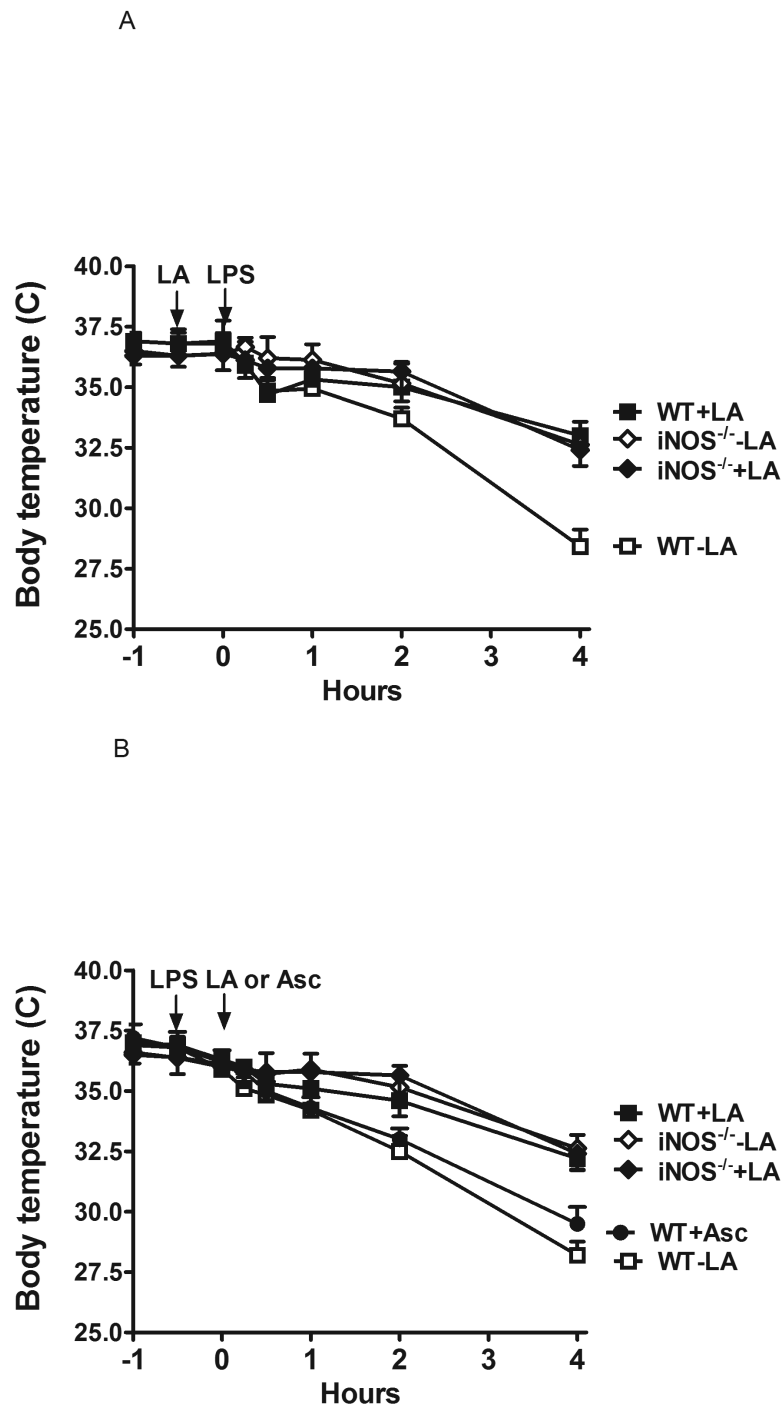 A
LA LPS
40.0
37.5
35.0
32.5
30.0
27.5
25.0
Body temperature (C)
-1 0 1 2 3 4
Hours
WT+LA
iNOS-/--LA
iNOS-/-+LA
WT-LA
B
LPS LA or Asc
40.0
37.5
35.0
32.5
30.0
27.5
25.0
Body temperature (C)
-1 0 1 2 3 4
Hours
WT+LA
iNOS-/--LA
iNOS-/-+LA
WT+Asc
WT-LA